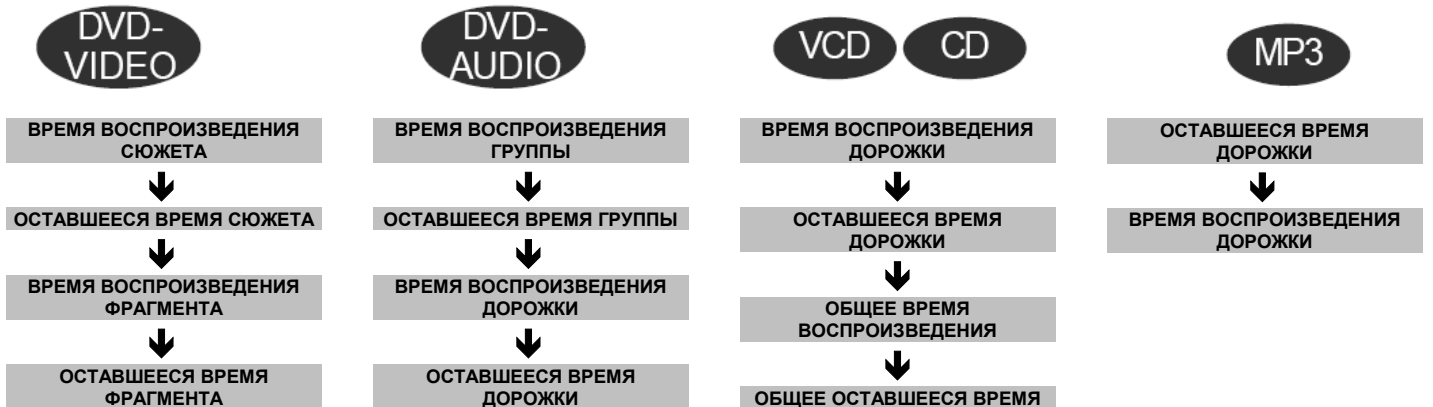 DVD-
VIDEO
ВРЕМЯ ВОСПРОИЗВЕДЕНИЯ
СЮЖЕТА
ОСТАВШЕЕСЯ ВРЕМЯ СЮЖЕТА
ВРЕМЯ ВОСПРОИЗВЕДЕНИЯ
ФРАГМЕНТА
ОСТАВШЕЕСЯ ВРЕМЯ
ФРАГМЕНТА
DVD-
AUDIO
ВРЕМЯ ВОСПРОИЗВЕДЕНИЯ
ГРУППЫ
ОСТАВШЕЕСЯ ВРЕМЯ ГРУППЫ
ВРЕМЯ ВОСПРОИЗВЕДЕНИЯ
ДОРОЖКИ
ОСТАВШЕЕСЯ ВРЕМЯ
ДОРОЖКИ
VCD CD
ВРЕМЯ ВОСПРОИЗВЕДЕНИЯ
ДОРОЖКИ
ОСТАВШЕЕСЯ ВРЕМЯ
ДОРОЖКИ
ОБЩЕЕ ВРЕМЯ
ВОСПРОИЗВЕДЕНИЯ
ОБЩЕЕ ОСТАВШЕЕСЯ ВРЕМЯ
MP3
ОСТАВШЕЕСЯ ВРЕМЯ
ДОРОЖКИ
ВРЕМЯ ВОСПРОИЗВЕДЕНИЯ
ДОРОЖКИ